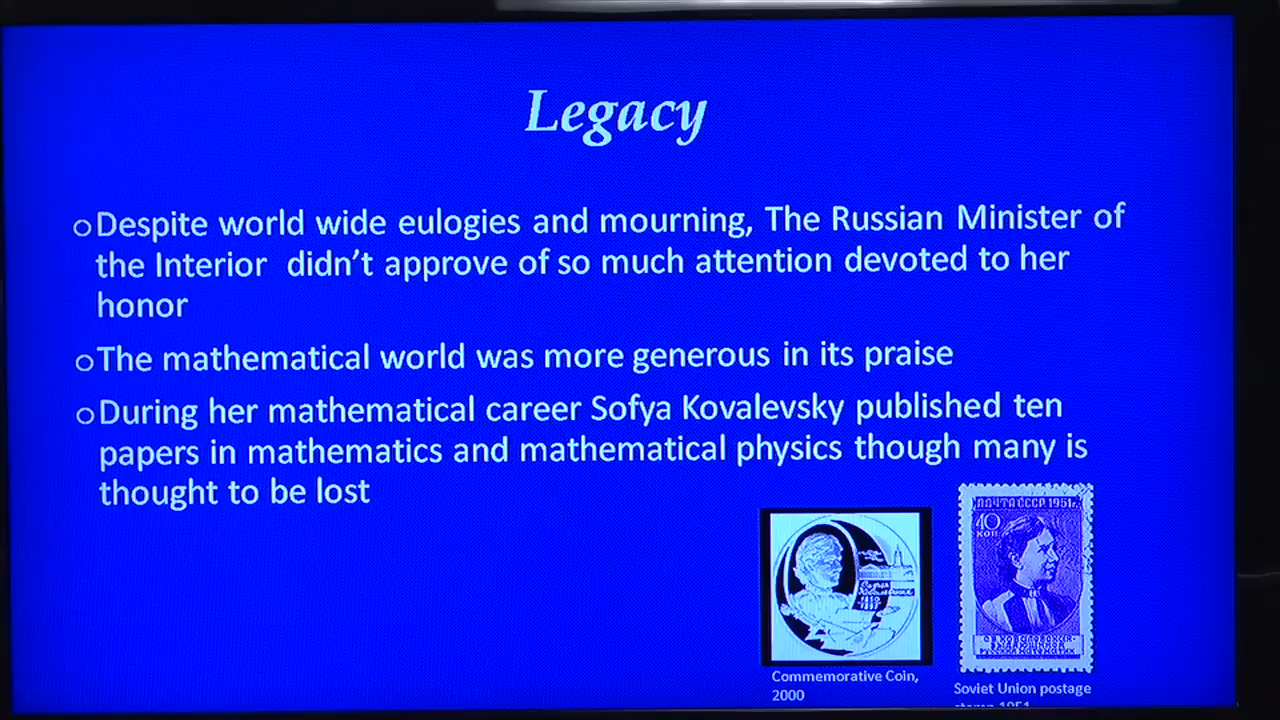 Legacy
○Despite world wide eulogies and mourning, The Russian Minister of
the Interior didn't approve of so much attention devoted to her
honor
○The mathematical world was more generous in its praise
○During her mathematical career Sofya Kovalevsky published ten
papers in mathematics and mathematical physics though many is
thought to be lost
ПОЧТА СССР 1951г.
40
КОП
Commemorative Coin,
2000
Soviet Union postage
stamp 1951